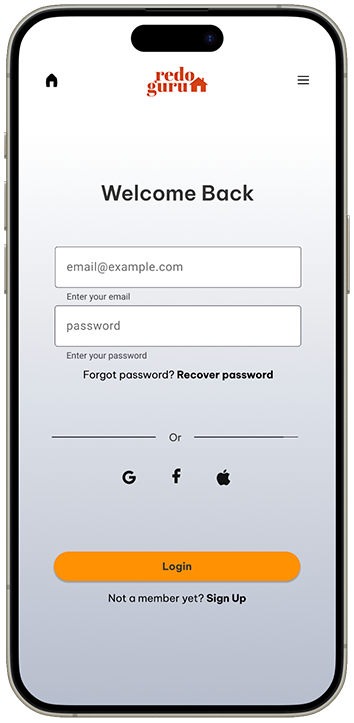 redo
guru
Welcome Back
email@example.com
Enter your email
password
Enter your password
Forgot password? Recover password
Or
Login
Not a member yet? Sign Up